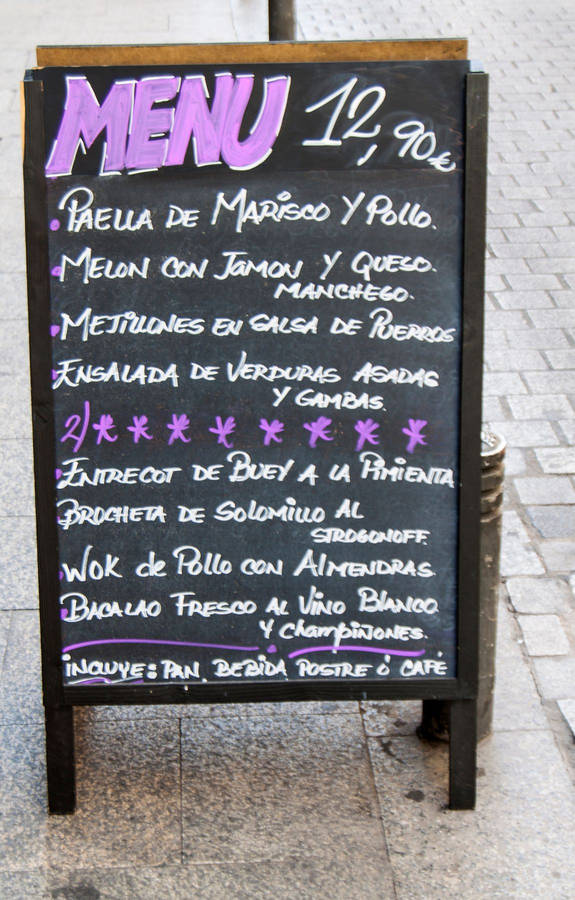 MENU 12,90€
PAELLA DE MARISCO Y POLLO.
MELON CON JAMON Y QUESO.
MANCHEGO.
MEJILLONES EN SALSA DE PUERROS
ENSALADA DE VERDURAS ASADAS
Y GAMBAS.
2) * * * * * * * *
ENTRECOT DE BUEY A LA PIMIENTA
BROCHETA DE SOLOMILLO AL
STROGONOFF.
WOK de POLLO CON ALMENDRAS.
BACALAO FRESCO AL VINO BLANCO
Y CHAMPIÑONES.
INCLUYE: PAN, BEBIDA POSTRE Ó CAFÉ